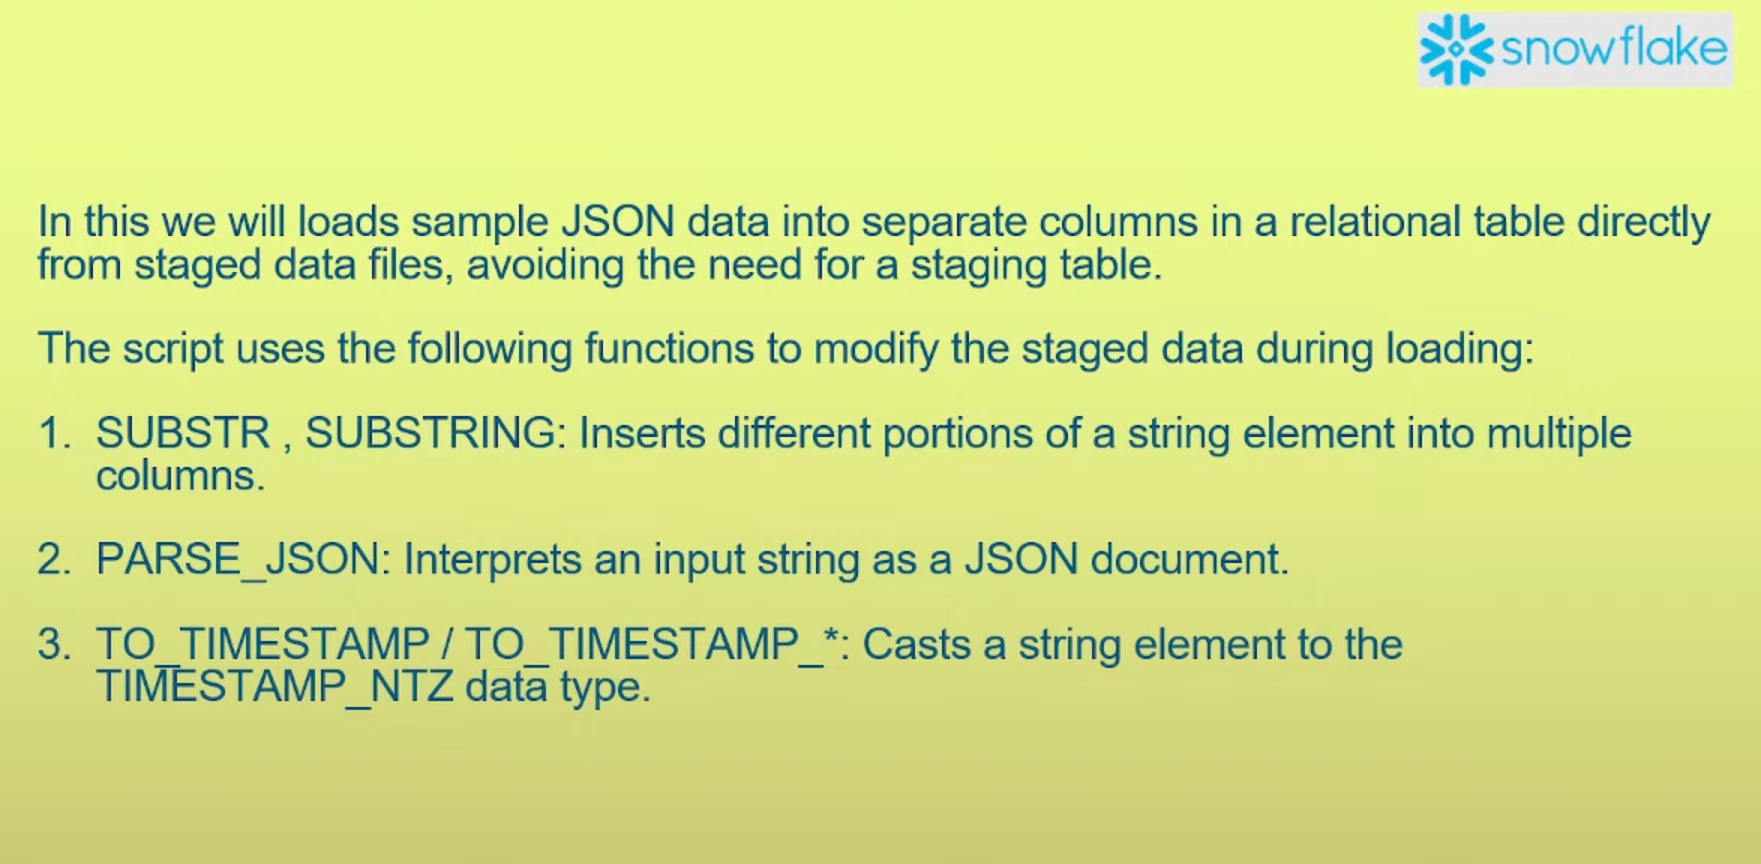 snowflake
In this we will loads sample JSON data into separate columns in a relational table directly
from staged data files, avoiding the need for a staging table.
The script uses the following functions to modify the staged data during loading:
1. SUBSTR , SUBSTRING: Inserts different portions of a string element into multiple
columns.
2. PARSE_JSON: Interprets an input string as a JSON document.
3. TO_TIMESTAMP / TO_TIMESTAMP_*: Casts a string element to the
TIMESTAMP_NTZ data type.